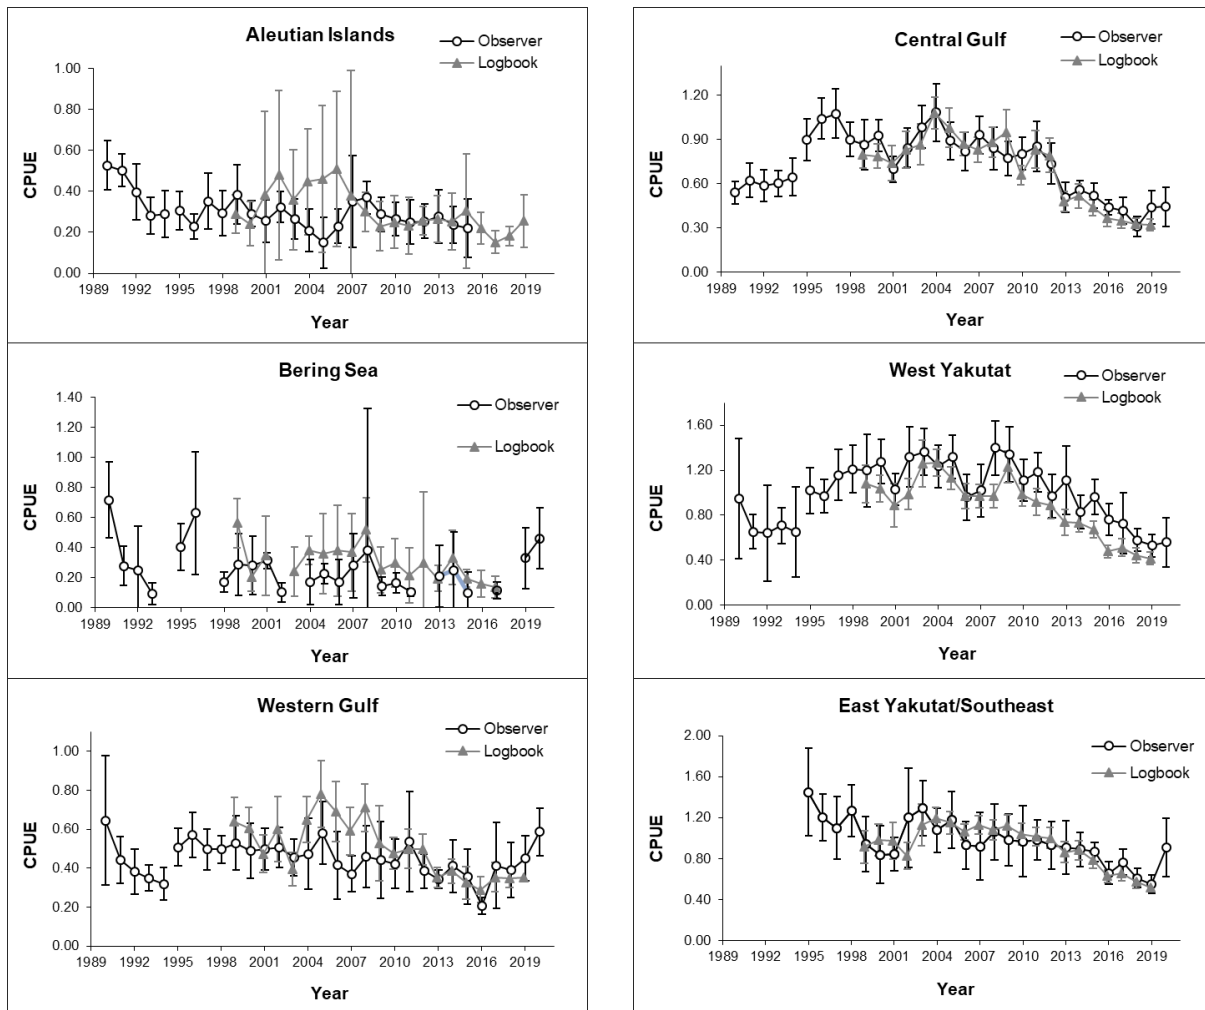 Aleutian Islands
Observer
Logbook
CPUE
1.00
0.80
0.60
0.40
0.20
0.00
1989 1992 1995 1998 2001 2004 2007 2010 2013 2016 2019
Year
Central Gulf
Observer
Logbook
CPUE
1.20
0.90
0.60
0.30
0.00
1989 1992 1995 1998 2001 2004 2007 2010 2013 2016 2019
Year
Bering Sea
Observer
Logbook
CPUE
1.40
1.20
1.00
0.80
0.60
0.40
0.20
0.00
1989 1992 1995 1998 2001 2004 2007 2010 2013 2016 2019
Year
West Yakutat
Observer
Logbook
CPUE
1.60
1.20
0.80
0.40
0.00
1989 1992 1995 1998 2001 2004 2007 2010 2013 2016 2019
Year
Western Gulf
Observer
Logbook
CPUE
1.00
0.80
0.60
0.40
0.20
0.00
1989 1992 1995 1998 2001 2004 2007 2010 2013 2016 2019
Year
East Yakutat/Southeast
Observer
Logbook
CPUE
2.00
1.60
1.20
0.80
0.40
0.00
1989 1992 1995 1998 2001 2004 2007 2010 2013 2016 2019
Year